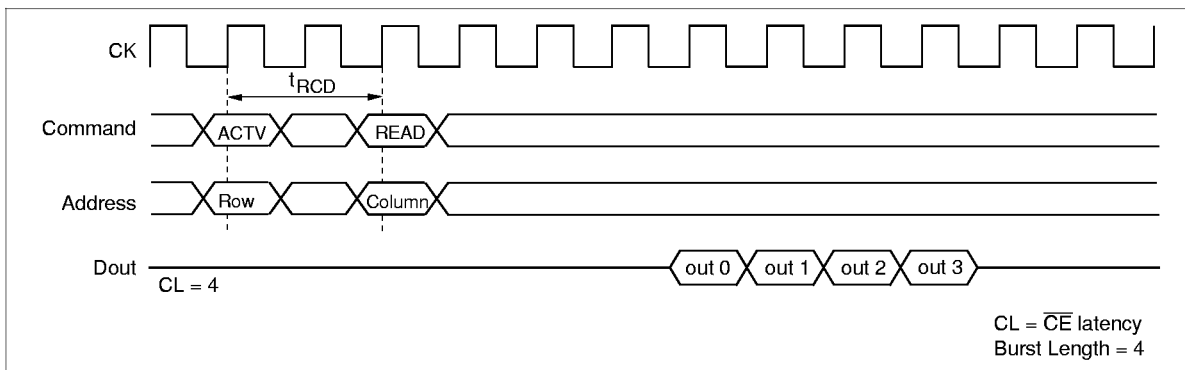 CK
tRCD
Command ACTV READ
Address Row Column
Dout out 0 out 1 out 2 out 3
CL = 4
CL = CE latency
Burst Length = 4